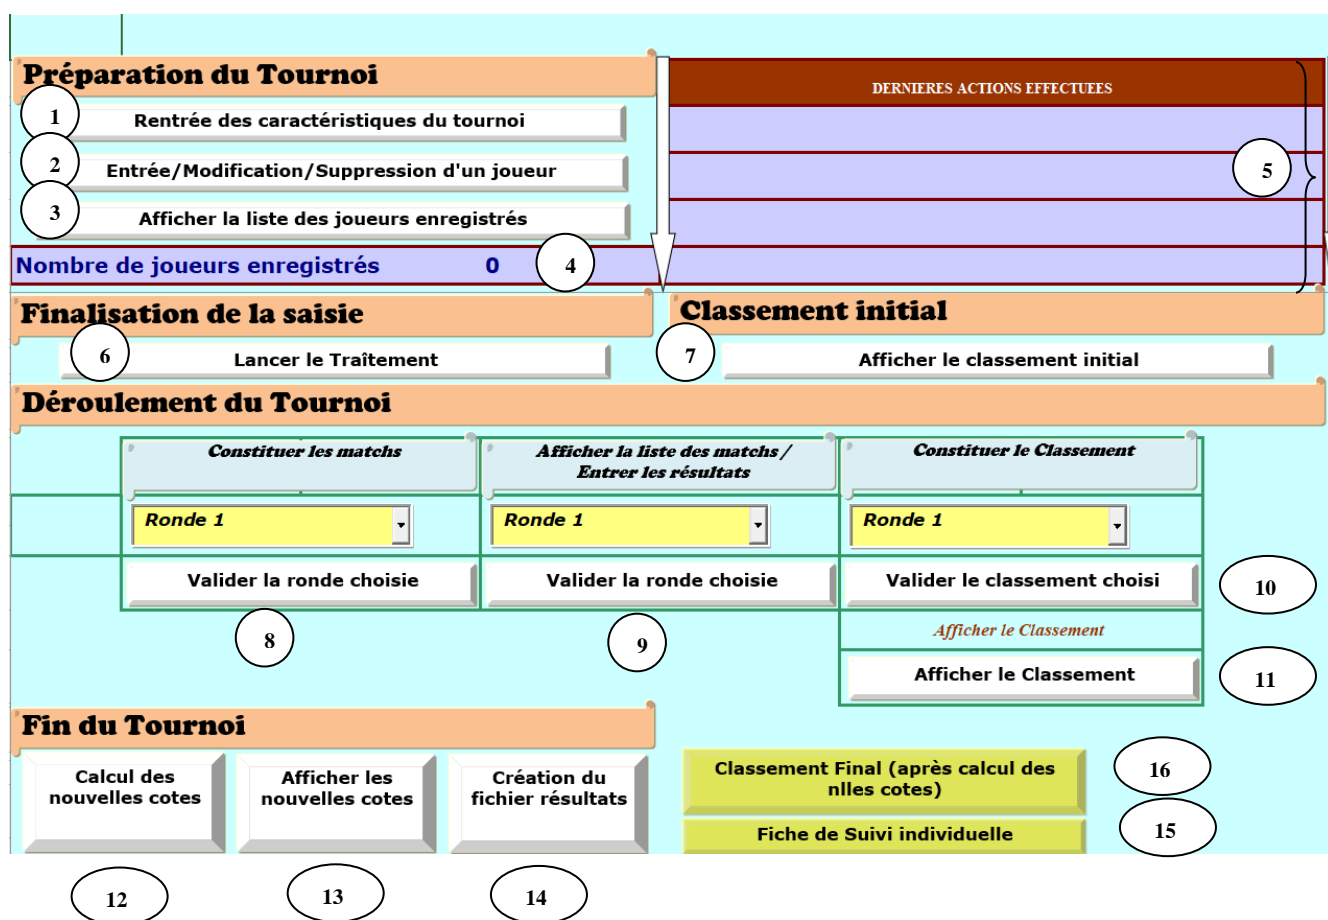 Préparation du Tournoi
DERNIERES ACTIONS EFFECTUEES
1
Rentrée des caractéristiques du tournoi
2
Entrée/Modification/Suppression d'un joueur
5
3
Afficher la liste des joueurs enregistrés
Nombre de joueurs enregistrés 0
4
Finalisation de la saisie
Classement initial
6
Lancer le Traîtement
7
Afficher le classement initial
Déroulement du Tournoi
Constituer les matchs
Afficher la liste des matchs /
Entrer les résultats
Constituer le Classement
Ronde 1
Ronde 1
Ronde 1
Valider la ronde choisie
Valider la ronde choisie
Valider le classement choisi
10
8
9
Afficher le Classement
Afficher le Classement
11
Fin du Tournoi
Calcul des
nouvelles cotes
Afficher les
nouvelles cotes
Création du
fichier résultats
Classement Final (après calcul des
nlles cotes)
16
Fiche de Suivi individuelle
15
12
13
14